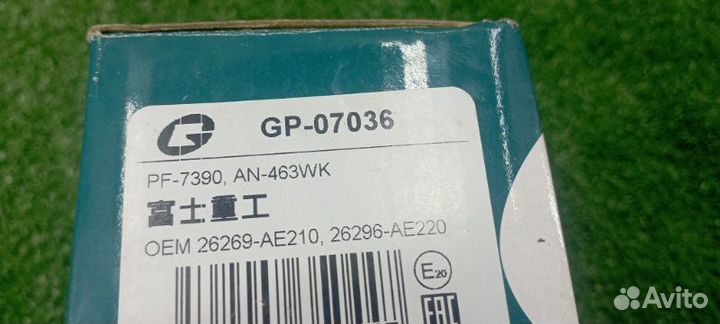 G GP-07036
PF-7390, AN-463WK
富士重工
OEM 26269-AE210, 26296-AE220
E20
EAC
Avito